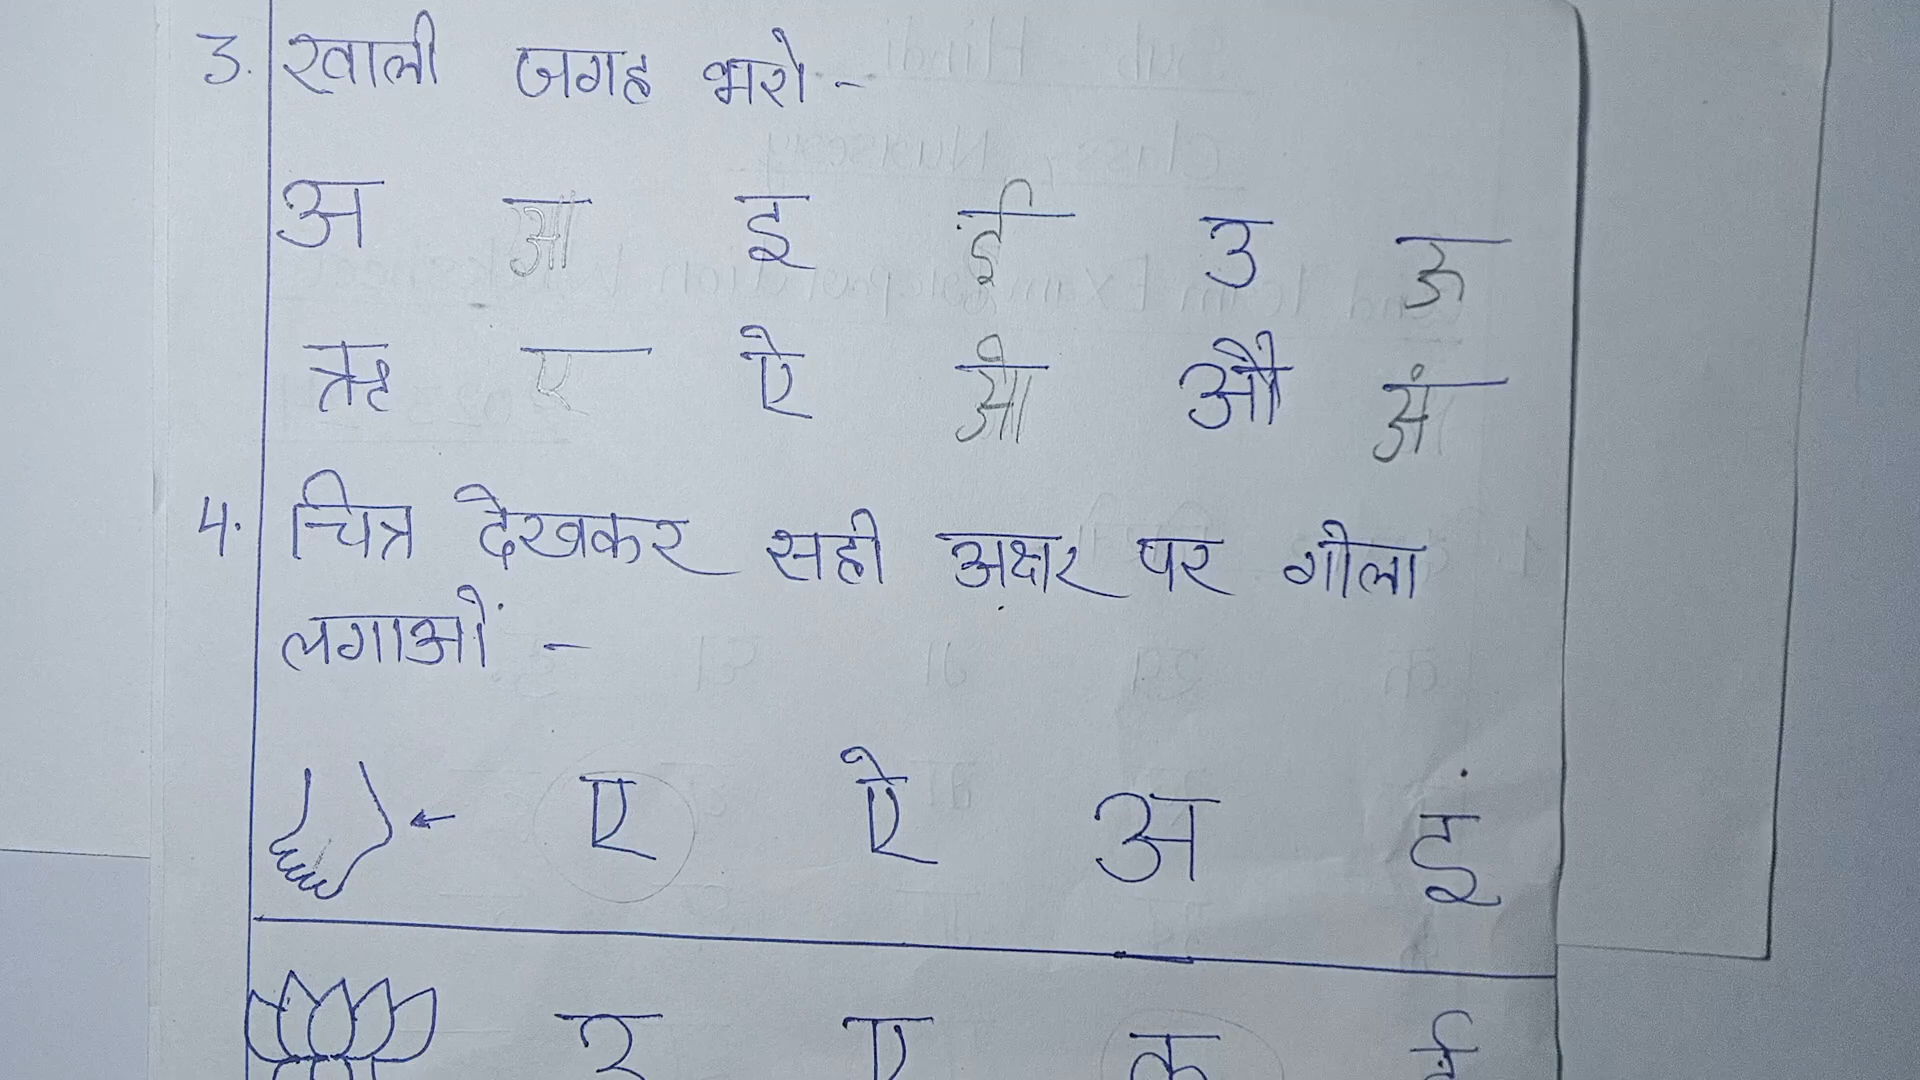 3. खाली जगह भरो -
अ आ इ ई उ ऊ
ऋ ए ऐ ओ औ अं
4. चित्र देखकर सही अक्षर पर गोला
लगाओं -
ए ऐ अ इं
र ए क ई